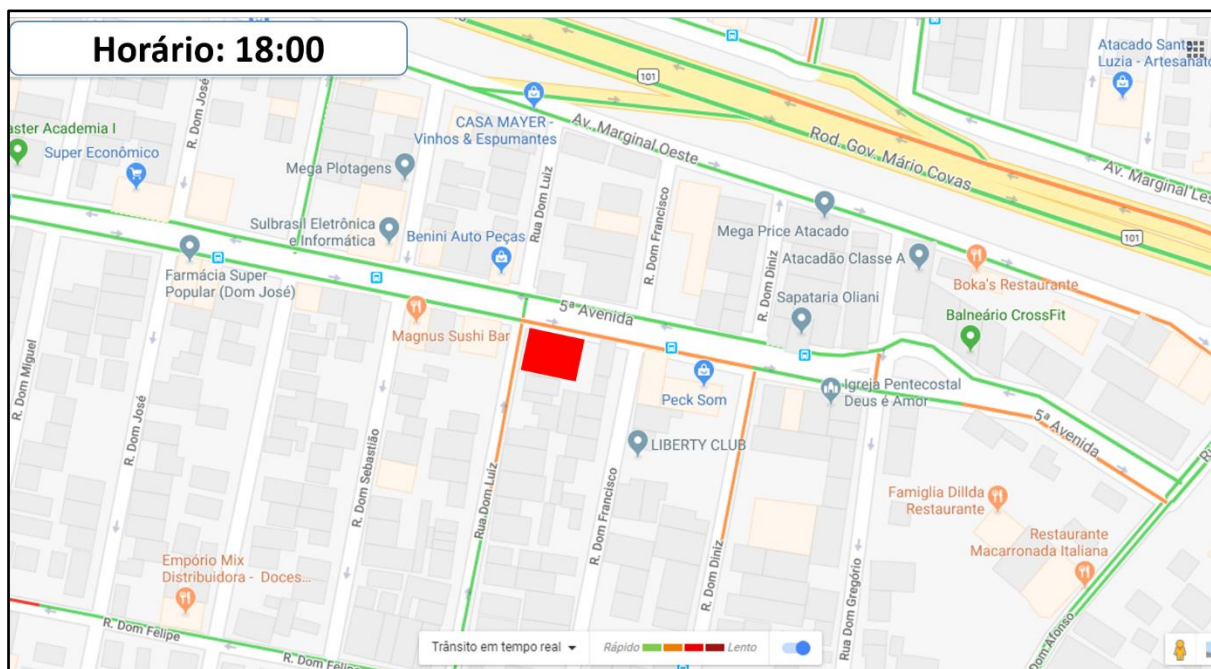 Horário: 18:00
101
Atacado Santa
Luzia - Artesanato
R. Dom José
CASA MAYER -
Vinhos & Espumantes
Av. Marginal Oeste
Rod. Gov. Mário Covas
Av. Marginal Les
aster Academia I
Super Econômico
Mega Plotagens
Rua Dom Luiz
R. Dom Francisco
Sulbrasil Eletrônica
e Informática
Benini Auto Peças
Mega Price Atacado
101
R. Dom Diniz
Atacadão Classe A
Farmácia Super
Popular (Dom José)
5ª Avenida
Sapataria Oliani
Boka's Restaurante
Magnus Sushi Bar
Balneário CrossFit
R. Dom Miguel
Peck Som
Igreja Pentecostal
Deus é Amor
R. Dom José
R. Dom Sebastião
Rua Dom Luiz
LIBERTY CLUB
5ª Avenida
R. Dom Francisco
Famiglia Dillda
Restaurante
Restaurante
Macarronada Italiana
Empório Mix
Distribuidora - Doces...
R. Dom Diniz
Rua Dom Gregório
Dom Afonso
R. Dom Felipe
R. Dom Felipe
Trânsito em tempo real
Rápido
Lento